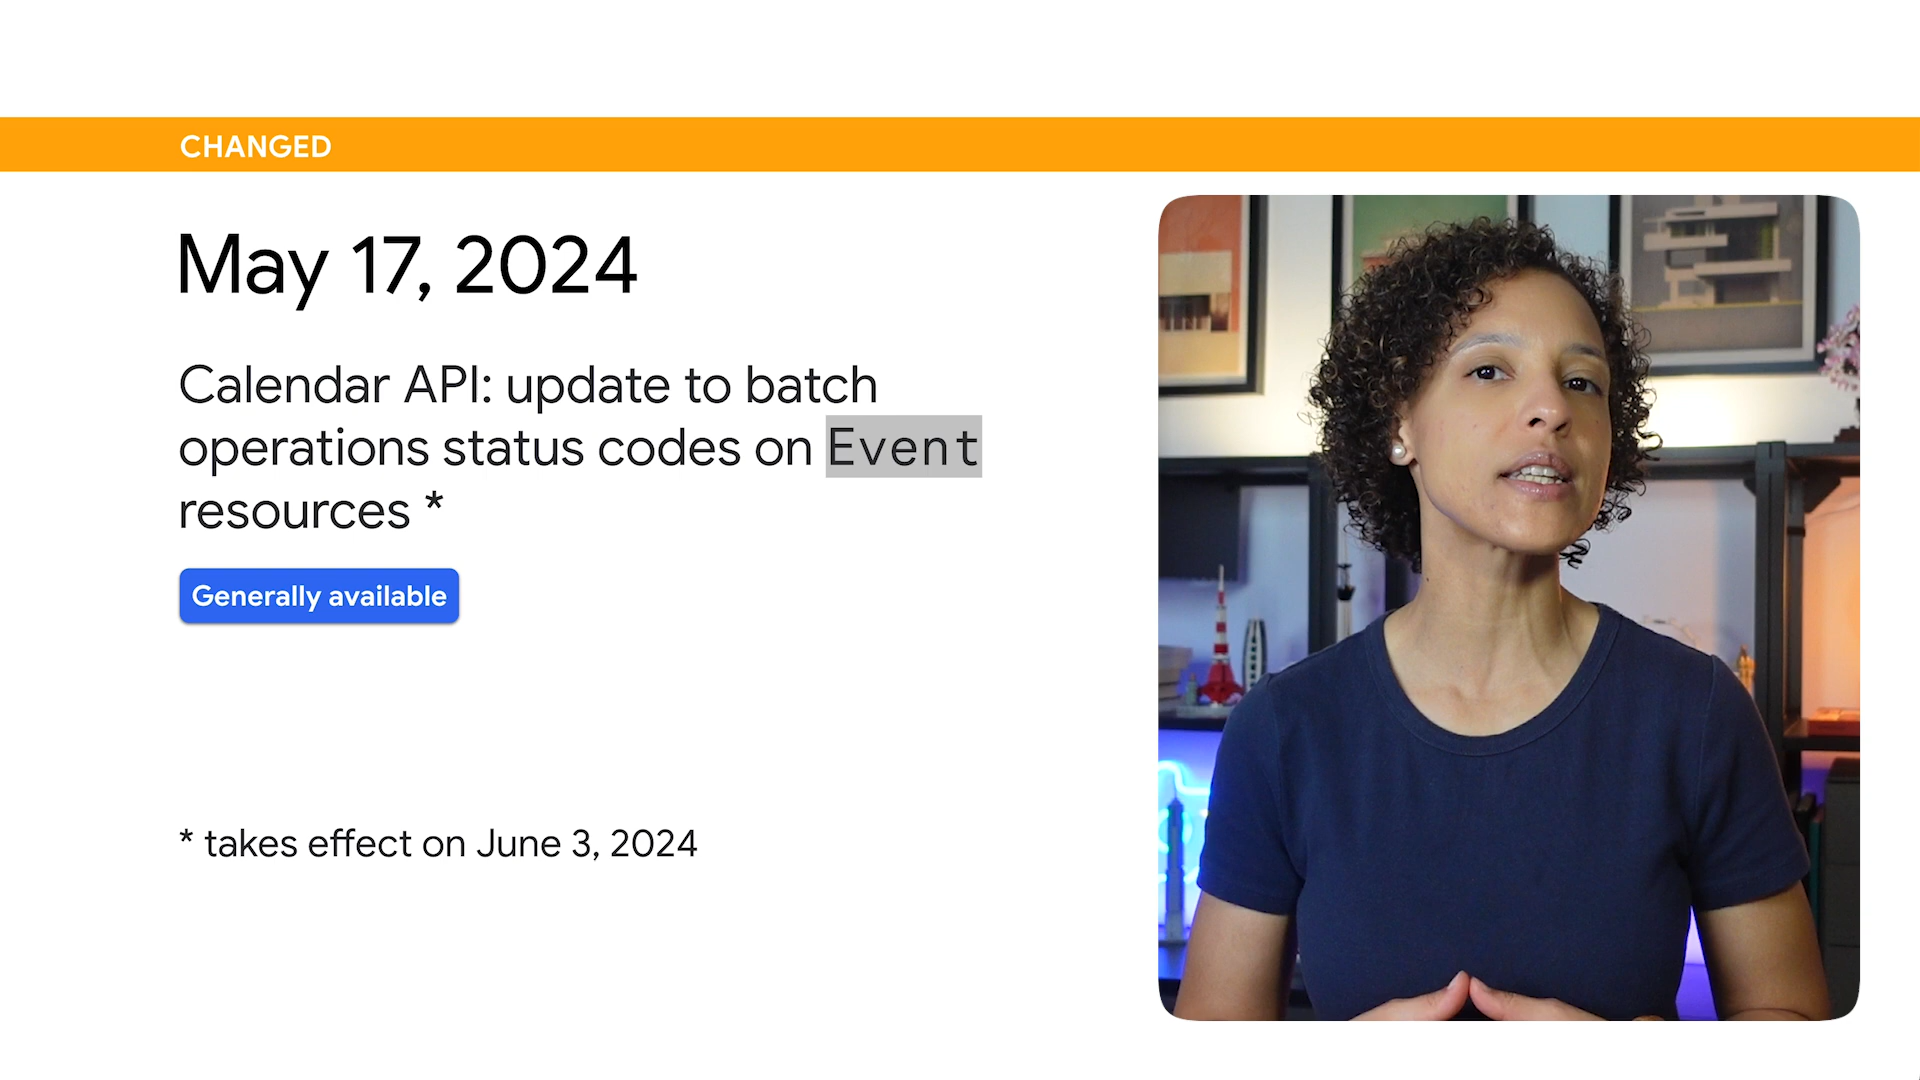 CHANGED
May 17, 2024
Calendar API: update to batch
operations status codes on Event
resources *
Generally available
* takes effect on June 3, 2024